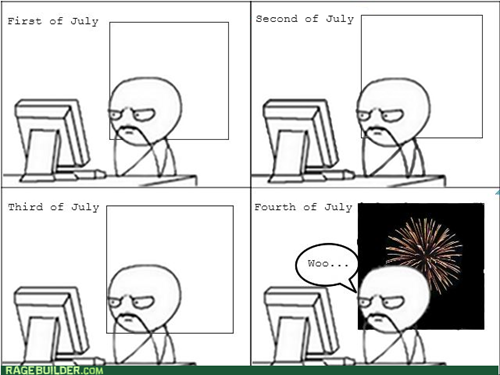 First of July
Second of July
Third of July
Fourth of July
Woo...
RAGEBUILDER.COM